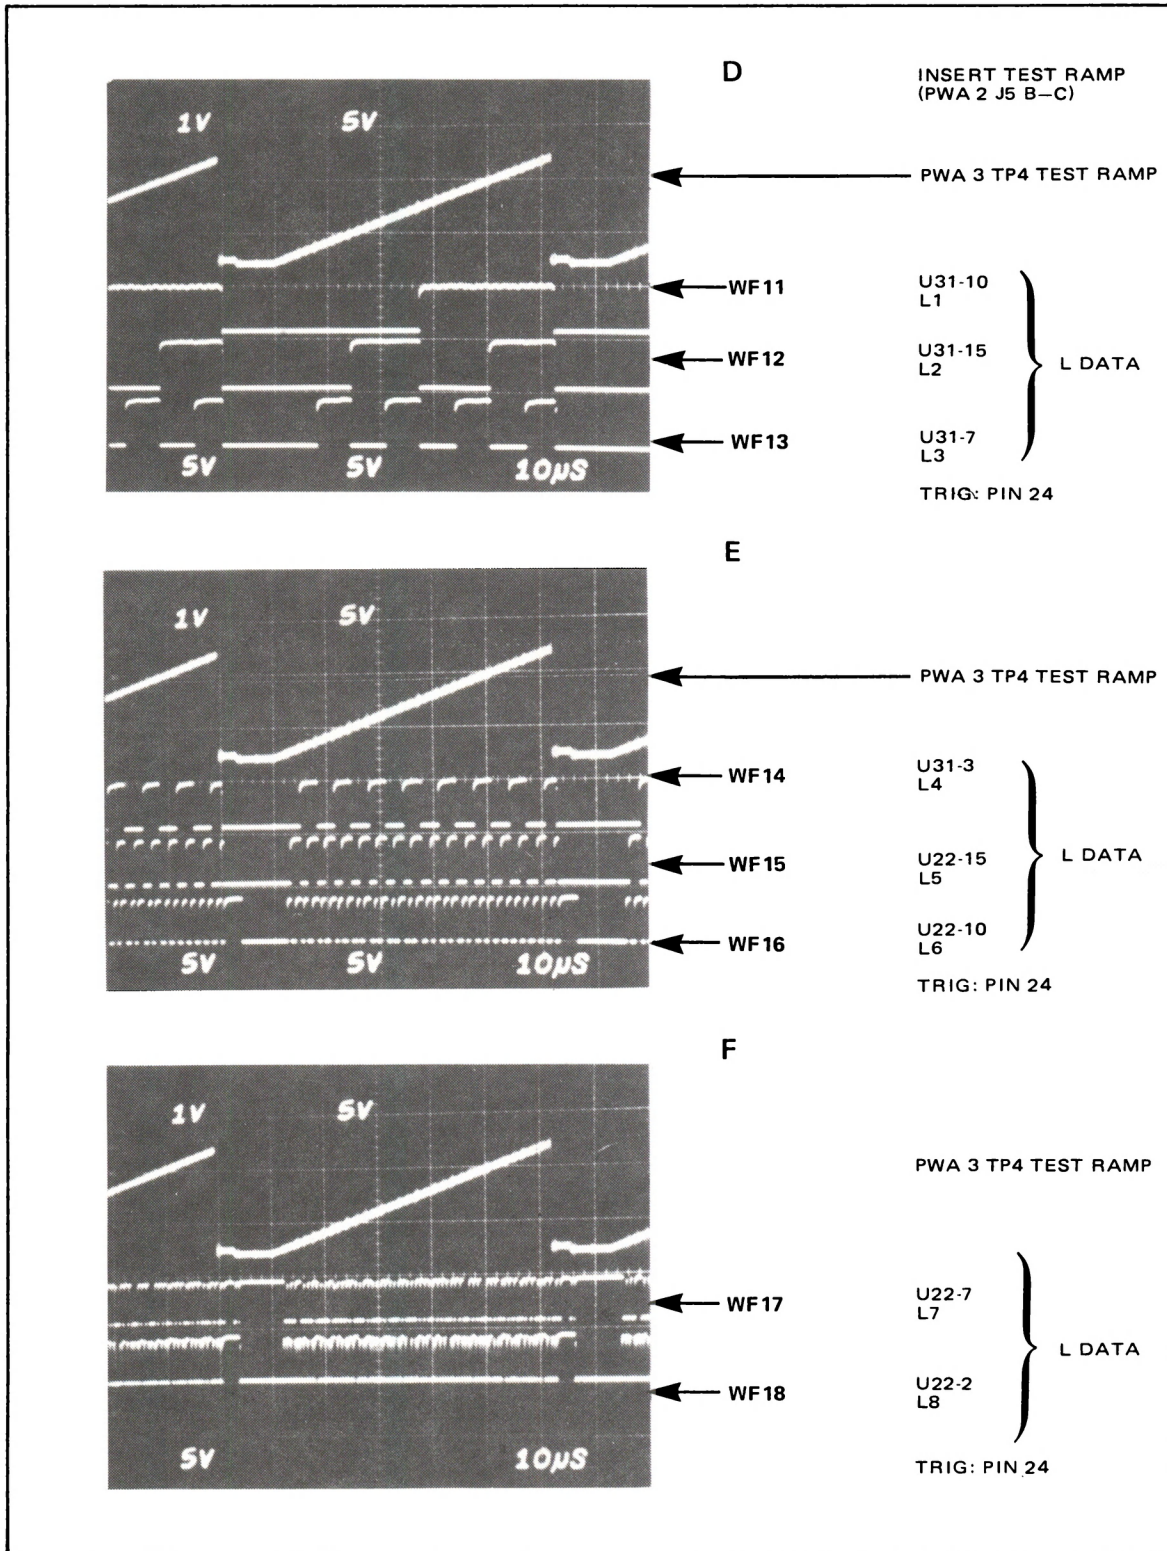 D
INSERT TEST RAMP
(PWA 2 J5 B–C)
1V 5V
PWA 3 TP4 TEST RAMP
WF11
U31-10
L1
WF12
U31-15
L2
L DATA
WF13
U31-7
L3
5V 5V 10µS
TRIG: PIN 24
E
1V 5V
PWA 3 TP4 TEST RAMP
WF14
U31-3
L4
WF15
U22-15
L5
L DATA
WF16
U22-10
L6
5V 5V 10µS
TRIG: PIN 24
F
1V 5V
PWA 3 TP4 TEST RAMP
WF17
U22-7
L7
L DATA
WF18
U22-2
L8
5V 10µS
TRIG: PIN 24